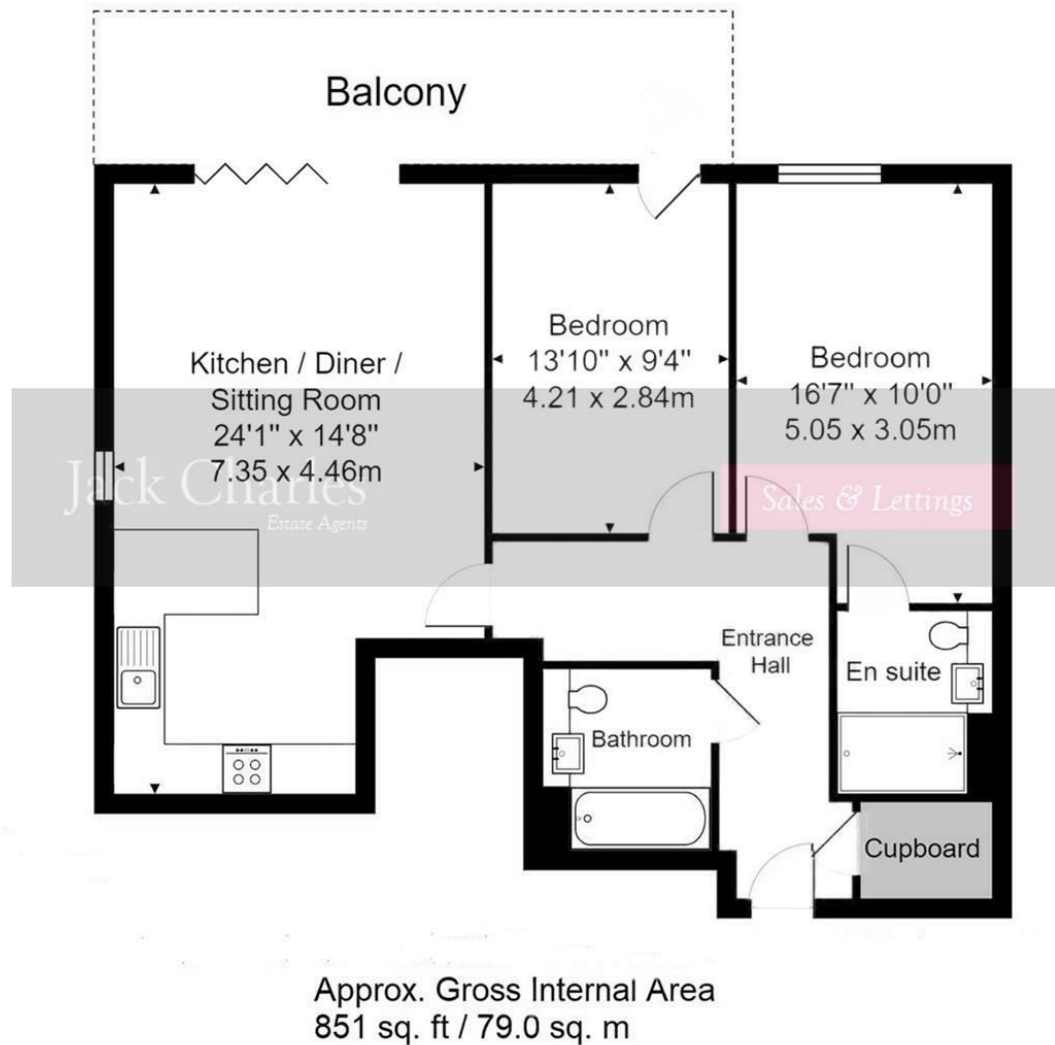 Balcony
Kitchen / Diner /
Sitting Room
24'1" x 14'8"
7.35 x 4.46m
Bedroom
13'10" x 9'4"
4.21 x 2.84m
Bedroom
16'7" x 10'0"
5.05 x 3.05m
Jack Charles
Estate Agents
Sales & Lettings
Entrance
Hall
En suite
Bathroom
Cupboard
Approx. Gross Internal Area
851 sq. ft / 79.0 sq. m